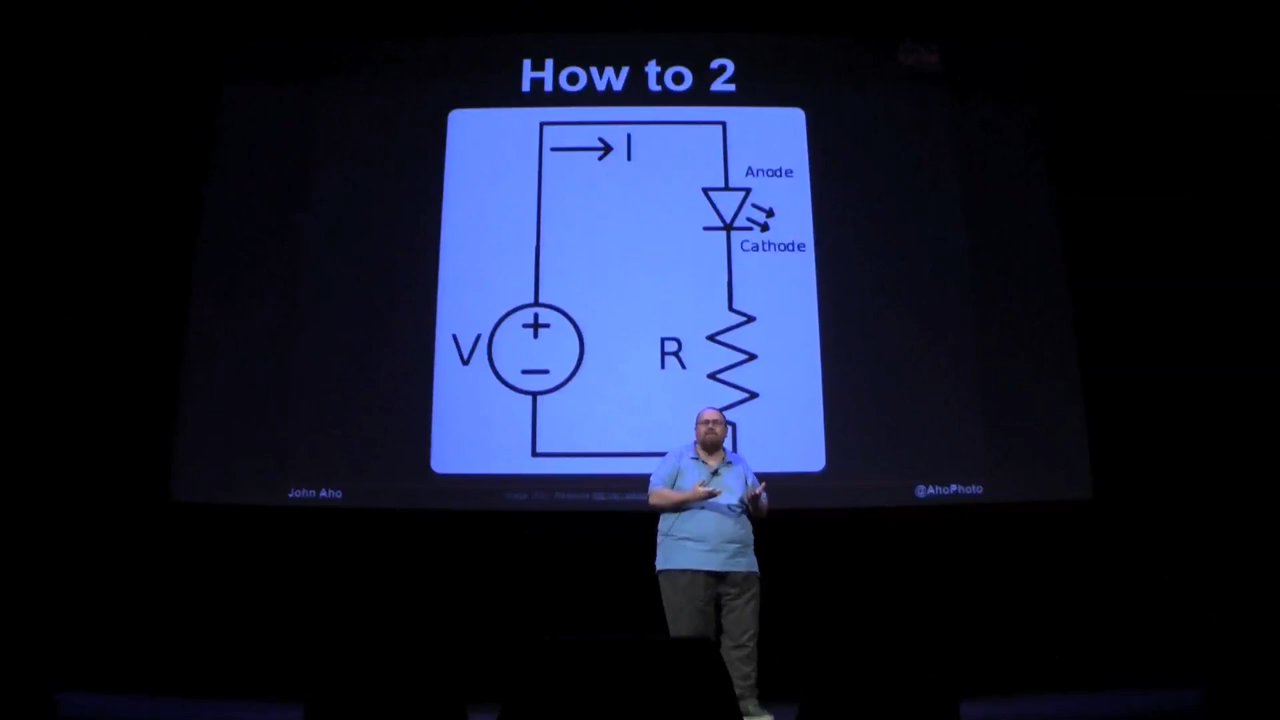 How to 2
I
Anode
Cathode
V
+
−
R
John Aho
@AhoPhoto